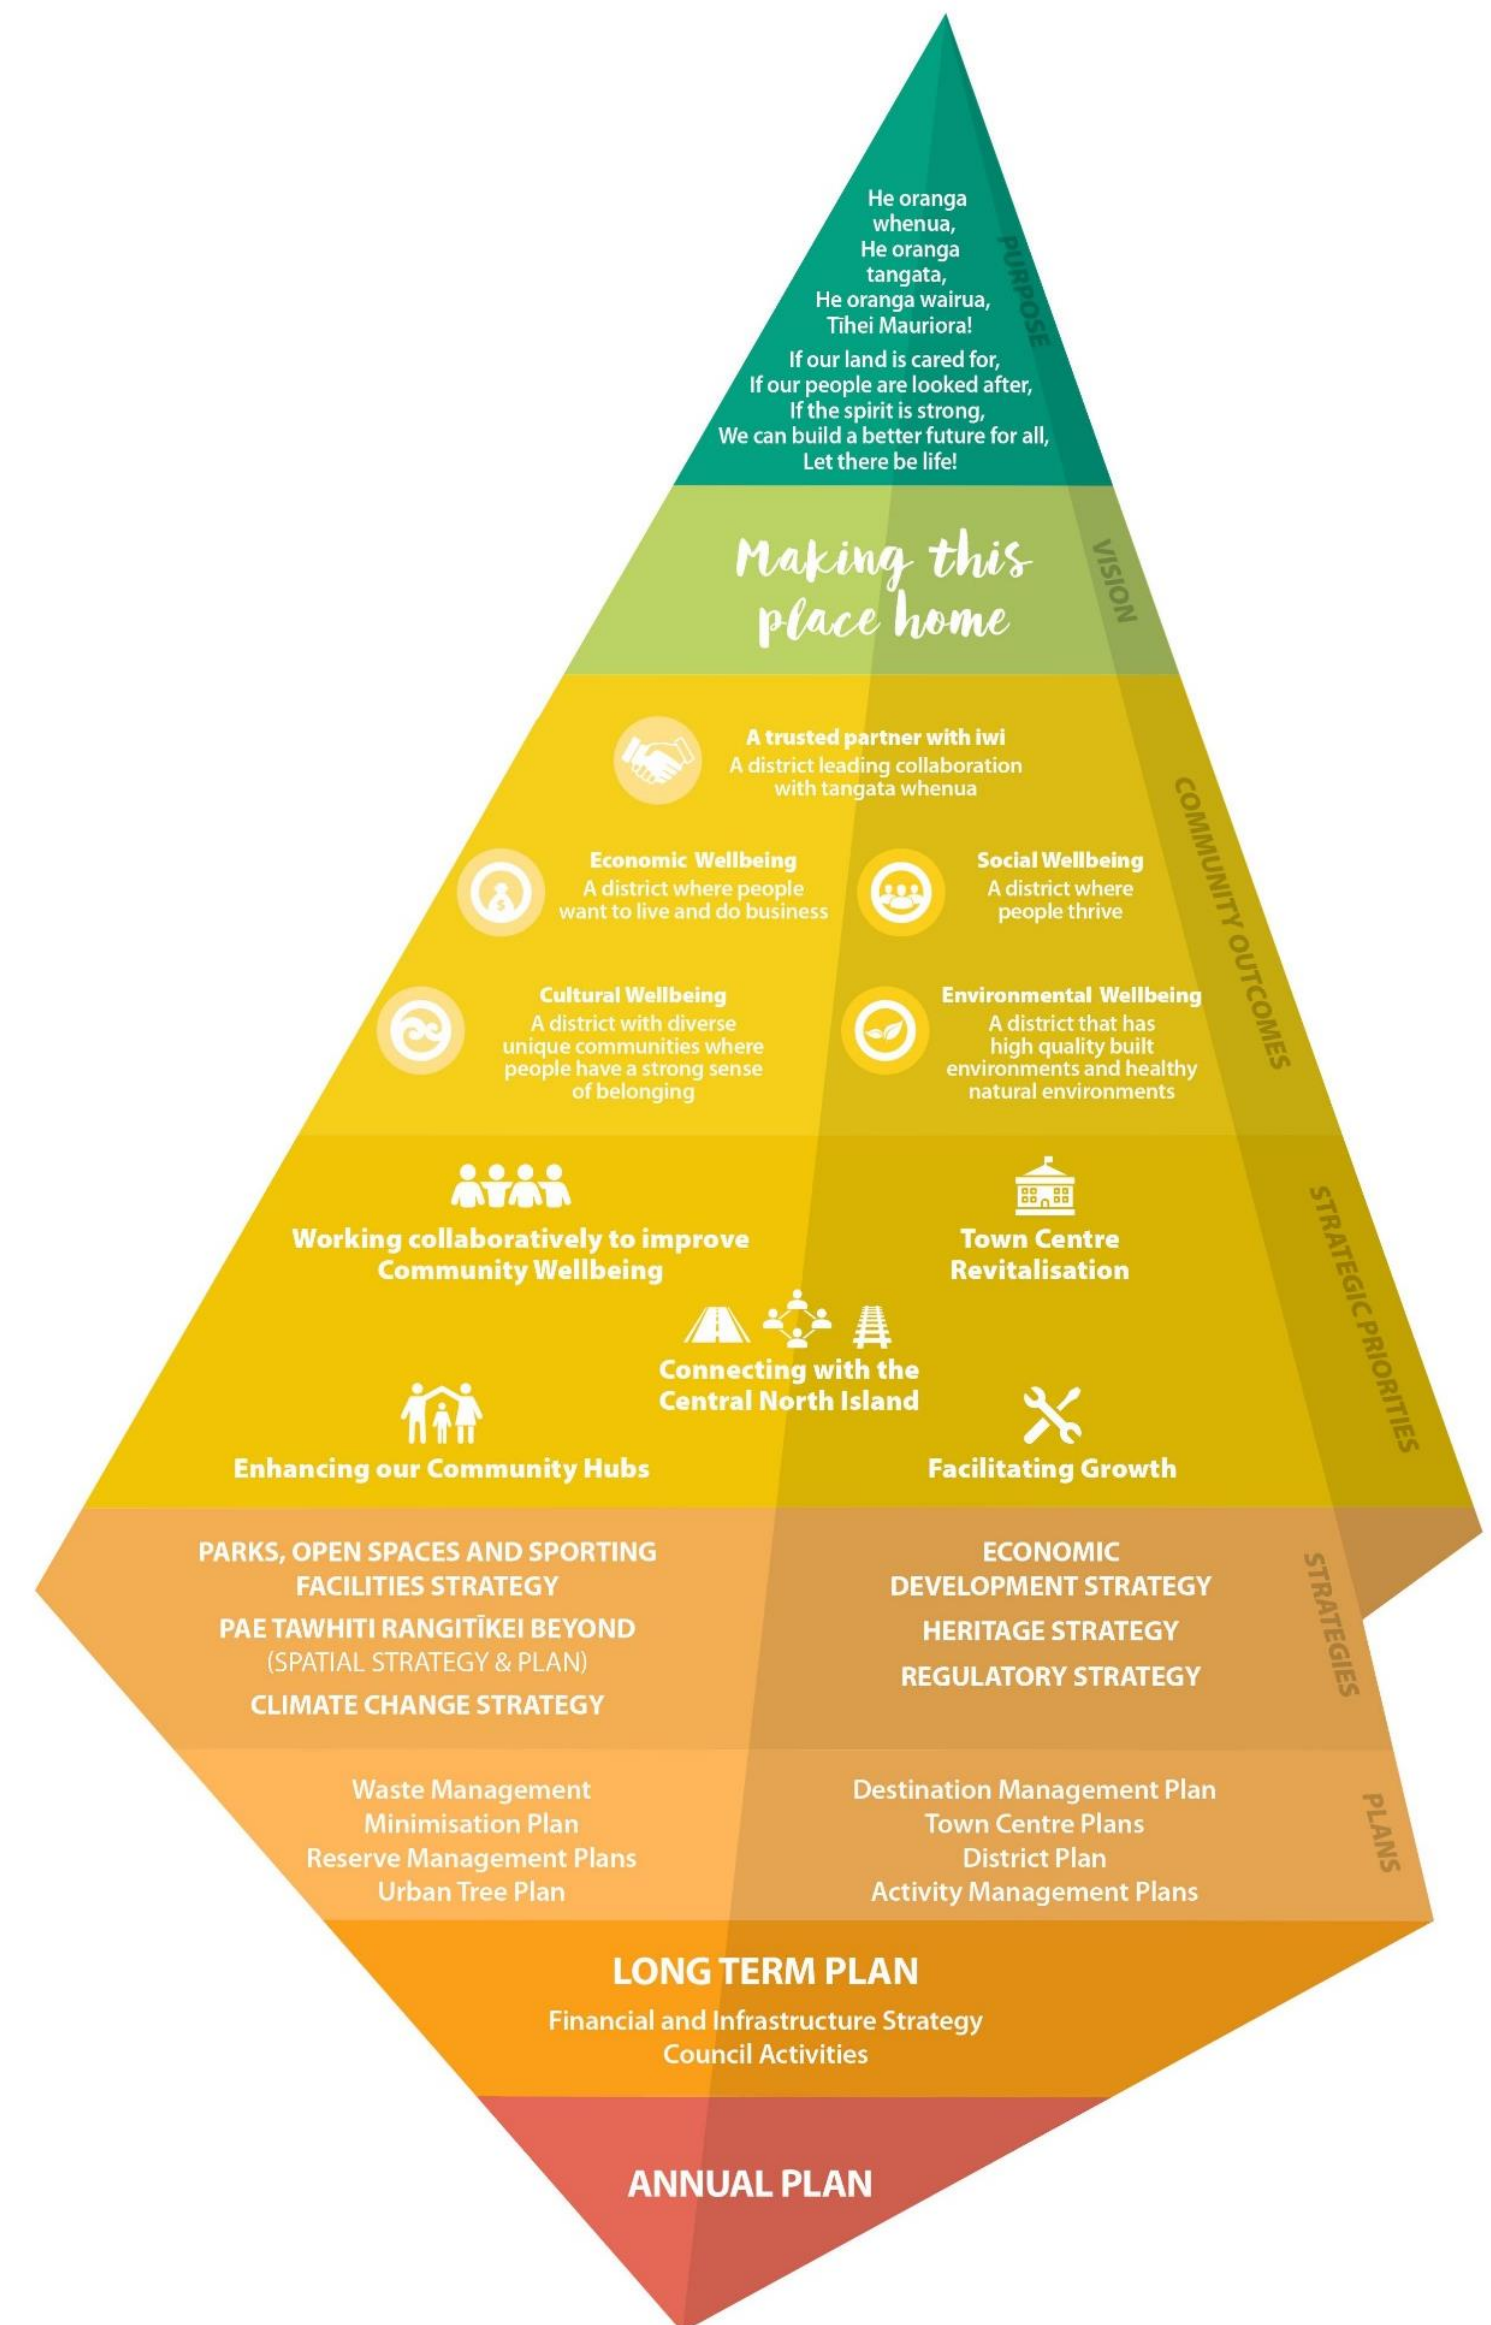 He oranga
whenua,
He oranga
tangata,
He oranga wairua,
Tīhei Mauriora!
If our land is cared for,
If our people are looked after,
If the spirit is strong,
We can build a better future for all,
Let there be life!
PURPOSE
Making this
place home
VISION
A trusted partner with iwi
A district leading collaboration
with tangata whenua
Economic Wellbeing
A district where people
want to live and do business
Social Wellbeing
A district where
people thrive
Cultural Wellbeing
A district with diverse
unique communities where
people have a strong sense
of belonging
Environmental Wellbeing
A district that has
high quality built
environments and healthy
natural environments
COMMUNITY OUTCOMES
Working collaboratively to improve
Community Wellbeing
Town Centre
Revitalisation
Connecting with the
Central North Island
Enhancing our Community Hubs
Facilitating Growth
STRATEGIC PRIORITIES
PARKS, OPEN SPACES AND SPORTING
FACILITIES STRATEGY
PAE TAWHITI RANGITĪKEI BEYOND
(SPATIAL STRATEGY & PLAN)
CLIMATE CHANGE STRATEGY
ECONOMIC
DEVELOPMENT STRATEGY
HERITAGE STRATEGY
REGULATORY STRATEGY
STRATEGIES
Waste Management
Minimisation Plan
Reserve Management Plans
Urban Tree Plan
Destination Management Plan
Town Centre Plans
District Plan
Activity Management Plans
PLANS
LONG TERM PLAN
Financial and Infrastructure Strategy
Council Activities
ANNUAL PLAN